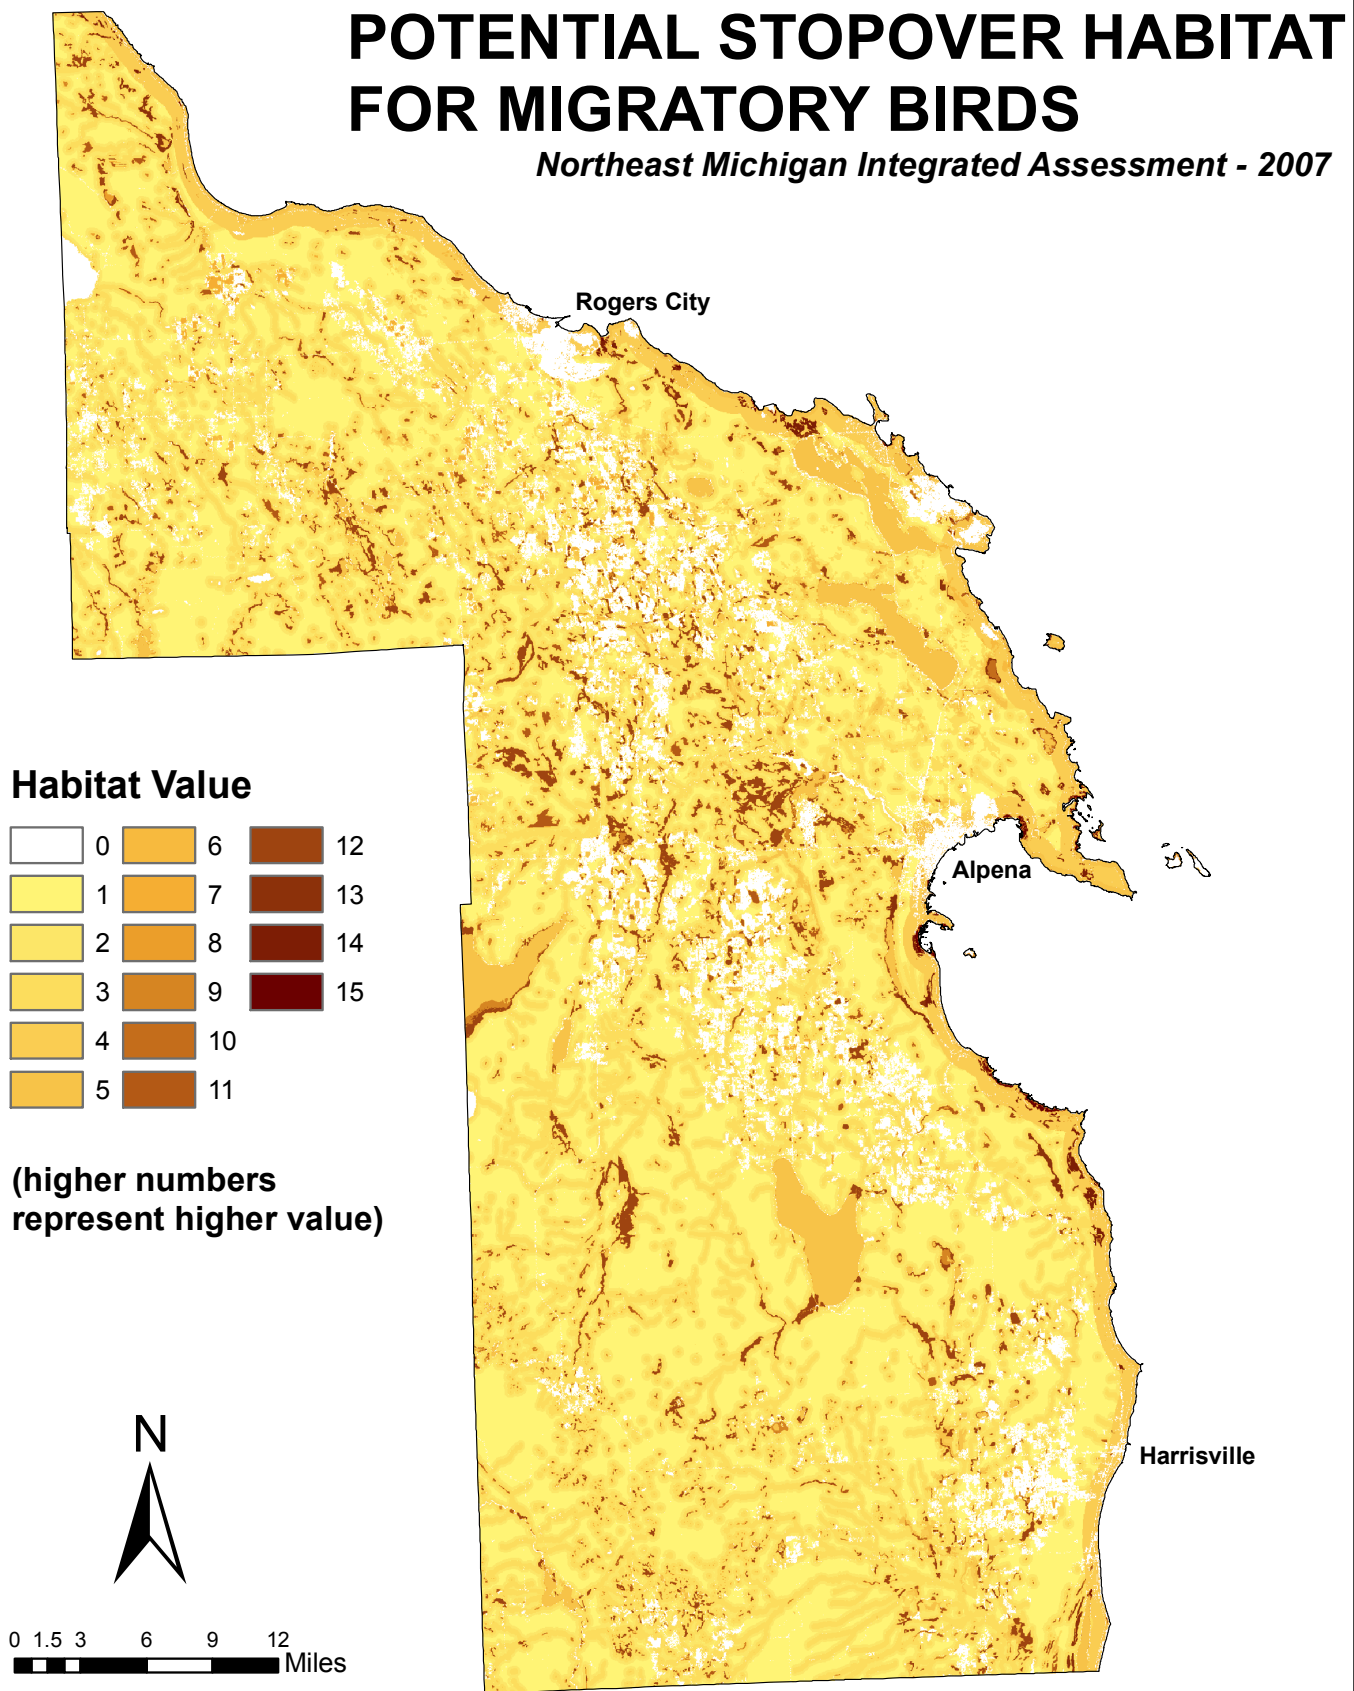 POTENTIAL STOPOVER HABITAT
FOR MIGRATORY BIRDS
Northeast Michigan Integrated Assessment - 2007
Rogers City
Alpena
Harrisville
Habitat Value
0 6 12
1 7 13
2 8 14
3 9 15
4 10
5 11
(higher numbers
represent higher value)
N
0 1.5 3 6 9 12
Miles